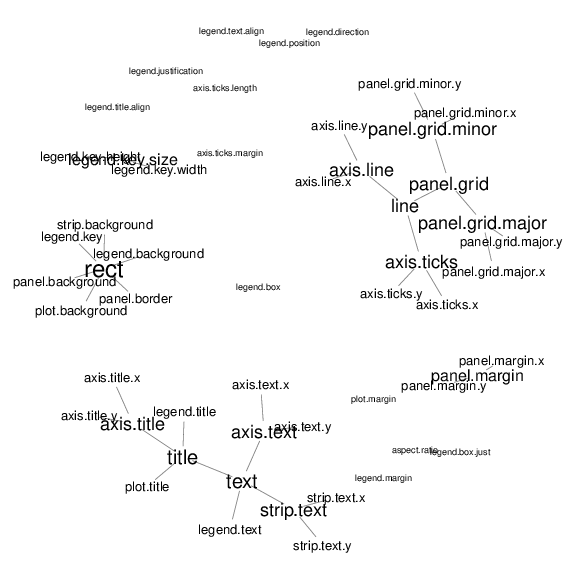 legend.text.align
legend.direction
legend.position
legend.justification
axis.ticks.length
legend.title.align
panel.grid.minor.y
panel.grid.minor.x
axis.line.y
panel.grid.minor
legend.key.height
legend.key.size
legend.key.width
axis.ticks.margin
axis.line
axis.line.x
panel.grid
line
strip.background
legend.key
legend.background
rect
panel.background
panel.border
plot.background
panel.grid.major
panel.grid.major.y
axis.ticks
panel.grid.major.x
axis.ticks.y
axis.ticks.x
legend.box
panel.margin.x
panel.margin
panel.margin.y
plot.margin
axis.title.x
axis.text.x
axis.title.y
legend.title
axis.title
axis.text
axis.text.y
aspect.ratio
legend.box.just
title
plot.title
text
legend.margin
strip.text.x
strip.text
legend.text
strip.text.y